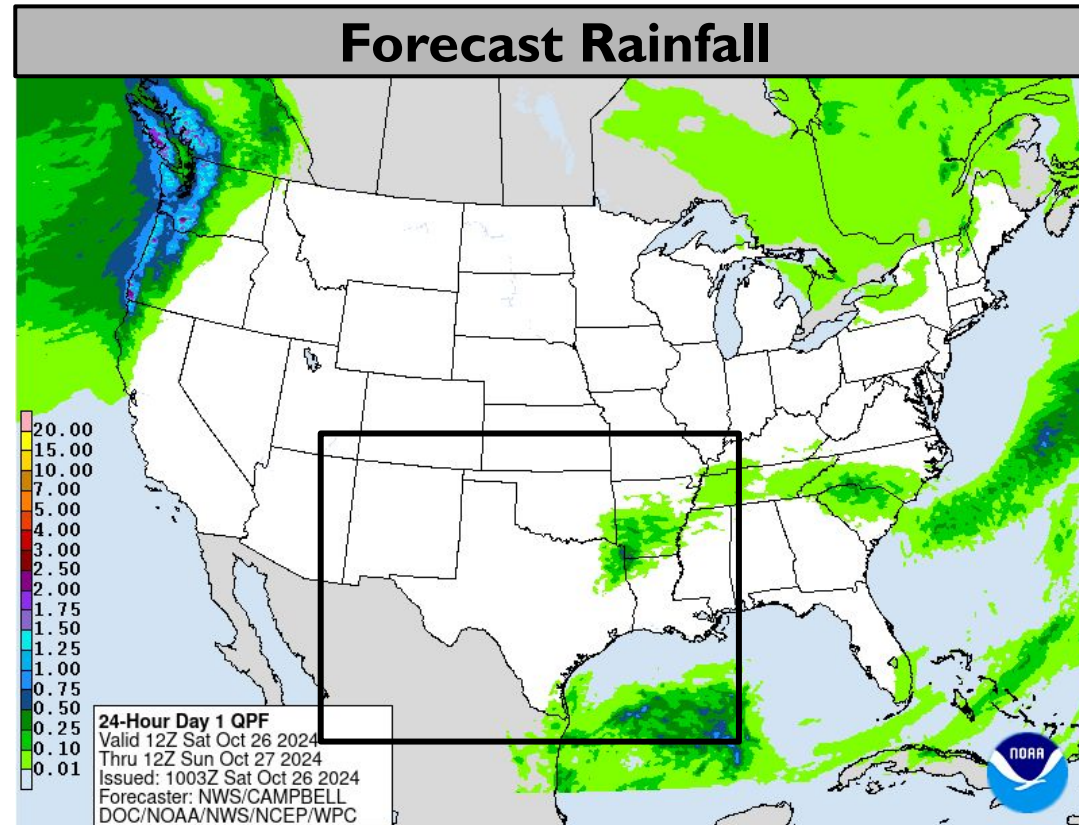 Forecast Rainfall
20.00
15.00
10.00
7.00
5.00
4.00
3.00
2.50
2.00
1.75
1.50
1.25
1.00
0.75
0.50
0.25
0.10
0.01
24-Hour Day 1 QPF
Valid 12Z Sat Oct 26 2024
Thru 12Z Sun Oct 27 2024
Issued: 1003Z Sat Oct 26 2024
Forecaster: NWS/CAMPBELL
DOC/NOAA/NWS/NCEP/WPC
NOAA